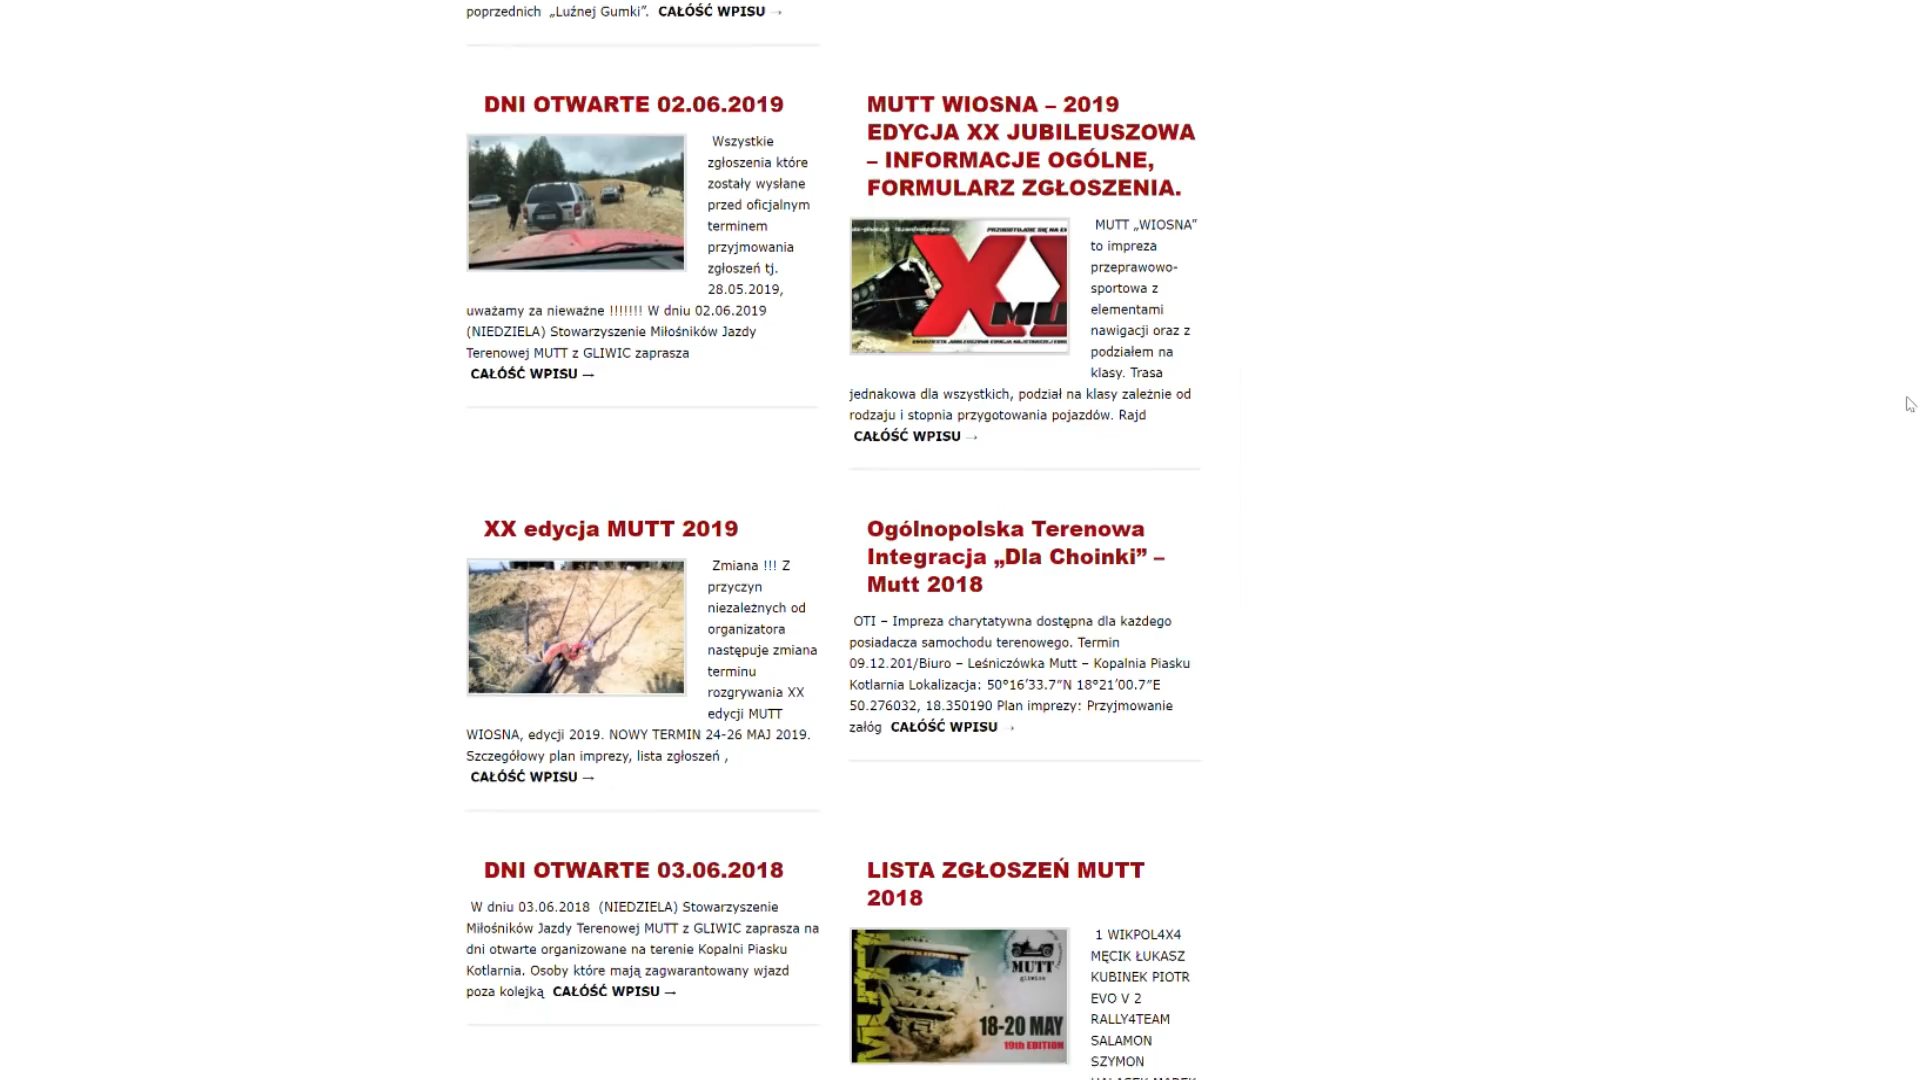 poprzednich „Luźnej Gumki”. CAŁÓŚĆ WPISU →
DNI OTWARTE 02.06.2019
Wszystkie
zgłoszenia które
zostały wysłane
przed oficjalnym
terminem
przyjmowania
zgłoszeń tj.
28.05.2019,
uważamy za nieważne !!!!!!! W dniu 02.06.2019
(NIEDZIELA) Stowarzyszenie Miłośników Jazdy
Terenowej MUTT z GLIWIC zaprasza
CAŁÓŚĆ WPISU →
MUTT WIOSNA – 2019
EDYCJA XX JUBILEUSZOWA
– INFORMACJE OGÓLNE,
FORMULARZ ZGŁOSZENIA.
MUTT „WIOSNA”
to impreza
przeprawowo-
sportowa z
elementami
nawigacji oraz z
podziałem na
klasy. Trasa
jednakowa dla wszystkich, podział na klasy zależnie od
rodzaju i stopnia przygotowania pojazdów. Rajd
CAŁÓŚĆ WPISU →
XX edycja MUTT 2019
Zmiana !!! Z
przyczyn
niezależnych od
organizatora
następuje zmiana
terminu
rozgrywania XX
edycji MUTT
WIOSNA, edycji 2019. NOWY TERMIN 24-26 MAJ 2019.
Szczegółowy plan imprezy, lista zgłoszeń ,
CAŁÓŚĆ WPISU →
Ogólnopolska Terenowa
Integracja „Dla Choinki” –
Mutt 2018
OTI – Impreza charytatywna dostępna dla każdego
posiadacza samochodu terenowego. Termin
09.12.201/Biuro – Leśniczówka Mutt – Kopalnia Piasku
Kotlarnia Lokalizacja: 50°16’33.7″N 18°21’00.7″E
50.276032, 18.350190 Plan imprezy: Przyjmowanie
załóg CAŁÓŚĆ WPISU →
DNI OTWARTE 03.06.2018
W dniu 03.06.2018 (NIEDZIELA) Stowarzyszenie
Miłośników Jazdy Terenowej MUTT z GLIWIC zaprasza na
dni otwarte organizowane na terenie Kopalni Piasku
Kotlarnia. Osoby które mają zagwarantowany wjazd
poza kolejką CAŁÓŚĆ WPISU →
LISTA ZGŁOSZEŃ MUTT
2018
MUTT
gliwice
18-20 MAY
19th EDITION
1 WIKPOL4X4
MĘCIK ŁUKASZ
KUBINEK PIOTR
EVO V 2
RALLY4TEAM
SALAMON
SZYMON